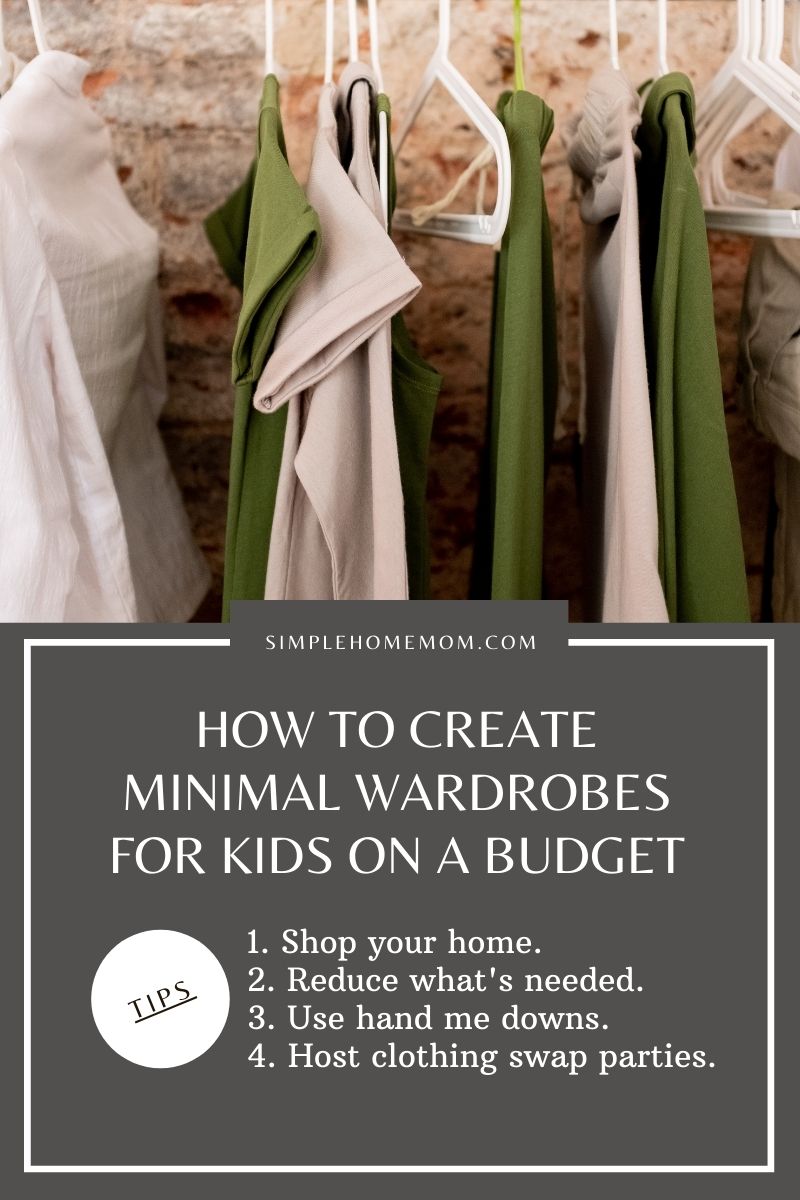 SIMPLEHOMEMOM.COM
HOW TO CREATE
MINIMAL WARDROBES
FOR KIDS ON A BUDGET
TIPS
1. Shop your home.
2. Reduce what's needed.
3. Use hand me downs.
4. Host clothing swap parties.